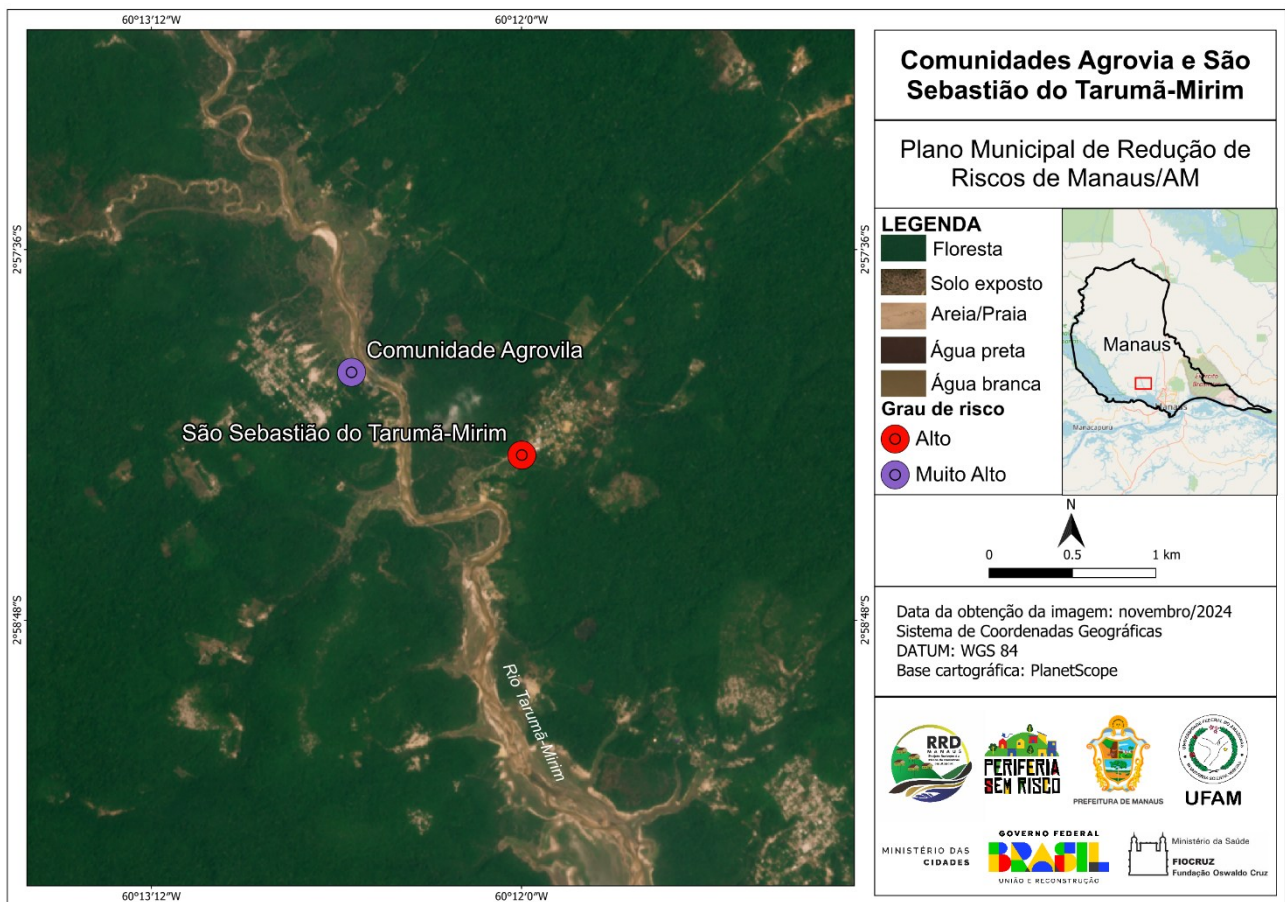 60°13'12"W
60°12'0"W
2°57'36"S
2°58'48"S
Comunidade Agrovila
São Sebastião do Tarumã-Mirim
Rio Tarumã-Mirim
2°57'36"S
2°58'48"S
60°13'12"W
60°12'0"W
Comunidades Agrovia e São
Sebastião do Tarumã-Mirim
Plano Municipal de Redução de
Riscos de Manaus/AM
LEGENDA
Floresta
Solo exposto
Areia/Praia
Água preta
Água branca
Grau de risco
Alto
Muito Alto
Manaus
Manaus
Manacapuru
N
0 0.5 1 km
Data da obtenção da imagem: novembro/2024
Sistema de Coordenadas Geográficas
DATUM: WGS 84
Base cartográfica: PlanetScope
RRD
MANAUS
PERIFERIA
SEM RISCO
PREFEITURA DE MANAUS
UFAM
MINISTÉRIO DAS
CIDADES
GOVERNO FEDERAL
BRASIL
UNIÃO E RECONSTRUÇÃO
Ministério da Saúde
FIOCRUZ
Fundação Oswaldo Cruz